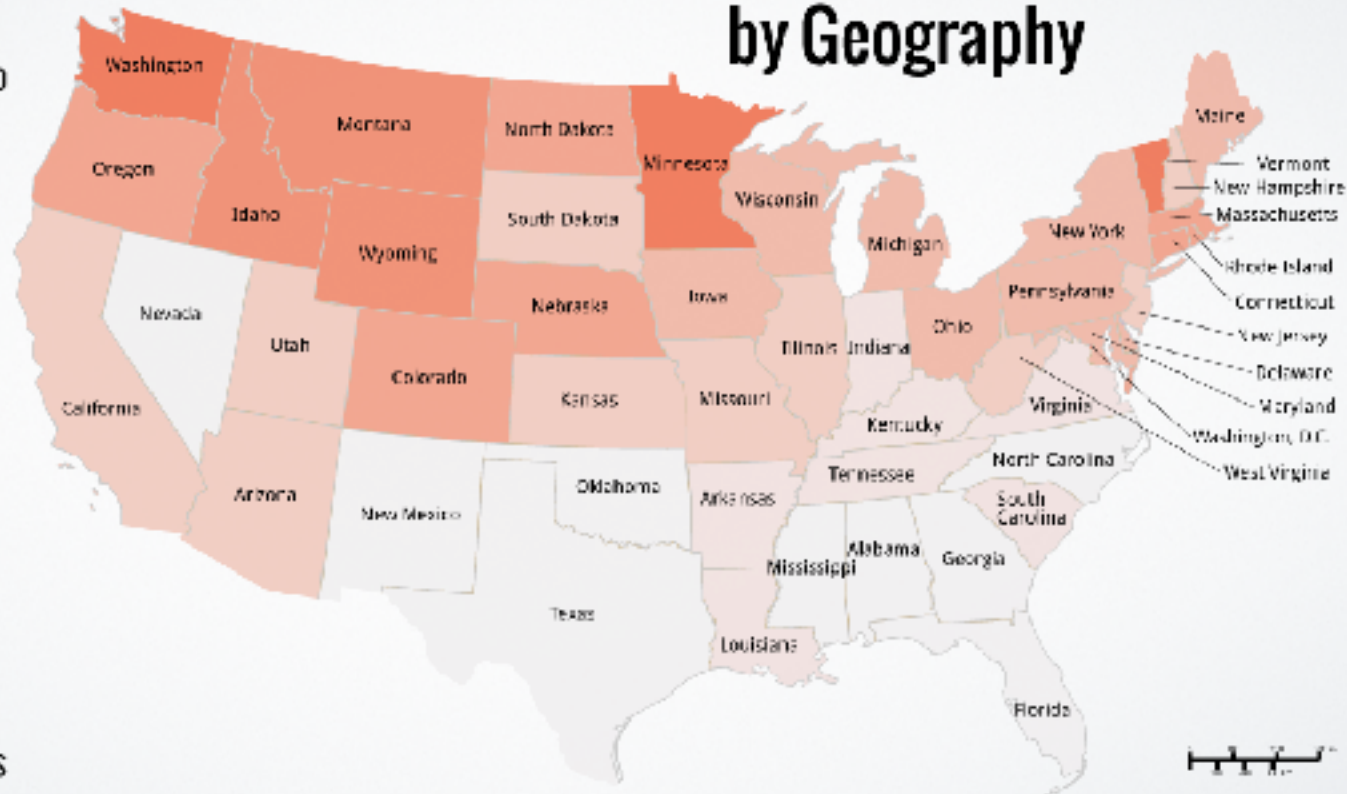 by Geography
Washington
Maine
Montana
North Dakota
Minnesota
Vermont
Oregon
New Hampshire
Idaho
South Dakota
Wisconsin
Massachusetts
Wyoming
Michigan
New York
Rhode Island
Nebraska
Iowa
Pennsylvania
Connecticut
Nevada
Ohio
New Jersey
Utah
Illinois
Indiana
Colorado
Delaware
California
Kansas
Missouri
Virginia
Maryland
Kentucky
Washington, D.C.
North Carolina
West Virginia
Arizona
Oklahoma
Arkansas
Tennessee
South
Carolina
New Mexico
Alabama
Mississippi
Georgia
Texas
Louisiana
Florida